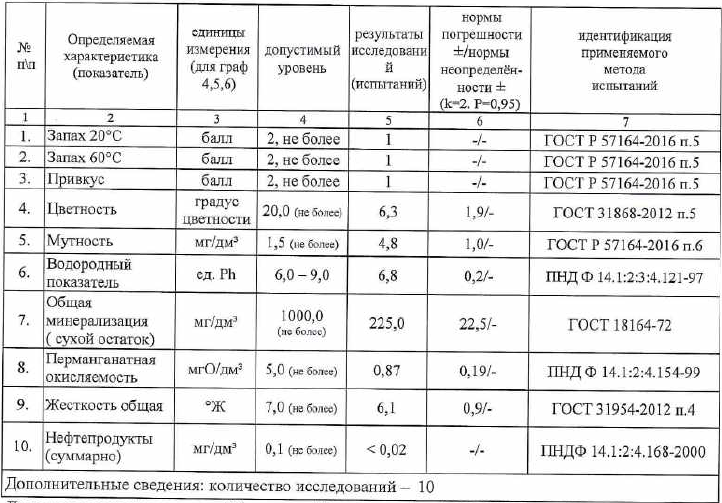 № п\п | Определяемая характеристика (показатель) | единицы измерения (для граф 4,5,6) | допустимый уровень | результаты исследовани й (испытаний) | нормы погрешности ±/нормы неопределён- ности ± (k=2. P=0,95) | идентификация применяемого метода испытаний
1 | 2 | 3 | 4 | 5 | 6 | 7
1. | Запах 20°С | балл | 2, не более | 1 | -/- | ГОСТ Р 57164-2016 п.5
2. | Запах 60°С | балл | 2, не более | 1 | -/- | ГОСТ Р 57164-2016 п.5
3. | Привкус | балл | 2, не более | 1 | -/- | ГОСТ Р 57164-2016 п.5
4. | Цветность | градус цветности | 20,0 (не более) | 6,3 | 1,9/- | ГОСТ 31868-2012 п.5
5. | Мутность | мг/дм³ | 1,5 (не более) | 4,8 | 1,0/- | ГОСТ Р 57164-2016 п.6
6. | Водородный показатель | ед. Ph | 6,0 – 9,0 | 6,8 | 0,2/- | ПНД Ф 14.1:2:3:4.121-97
7. | Общая минерализация ( сухой остаток) | мг/дм³ | 1000,0 (не более) | 225,0 | 22,5/- | ГОСТ 18164-72
8. | Перманганатная окисляемость | мгО/дм³ | 5,0 (не более) | 0,87 | 0,19/- | ПНД Ф 14.1:2:4.154-99
9. | Жесткость общая | °Ж | 7,0 (не более) | 6,1 | 0,9/- | ГОСТ 31954-2012 п.4
10. | Нефтепродукты (суммарно) | мг/дм³ | 0,1 (не более) | < 0,02 | -/- | ПНДФ 14.1:2:4.168-2000
Дополнительные сведения: количество исследований – 10